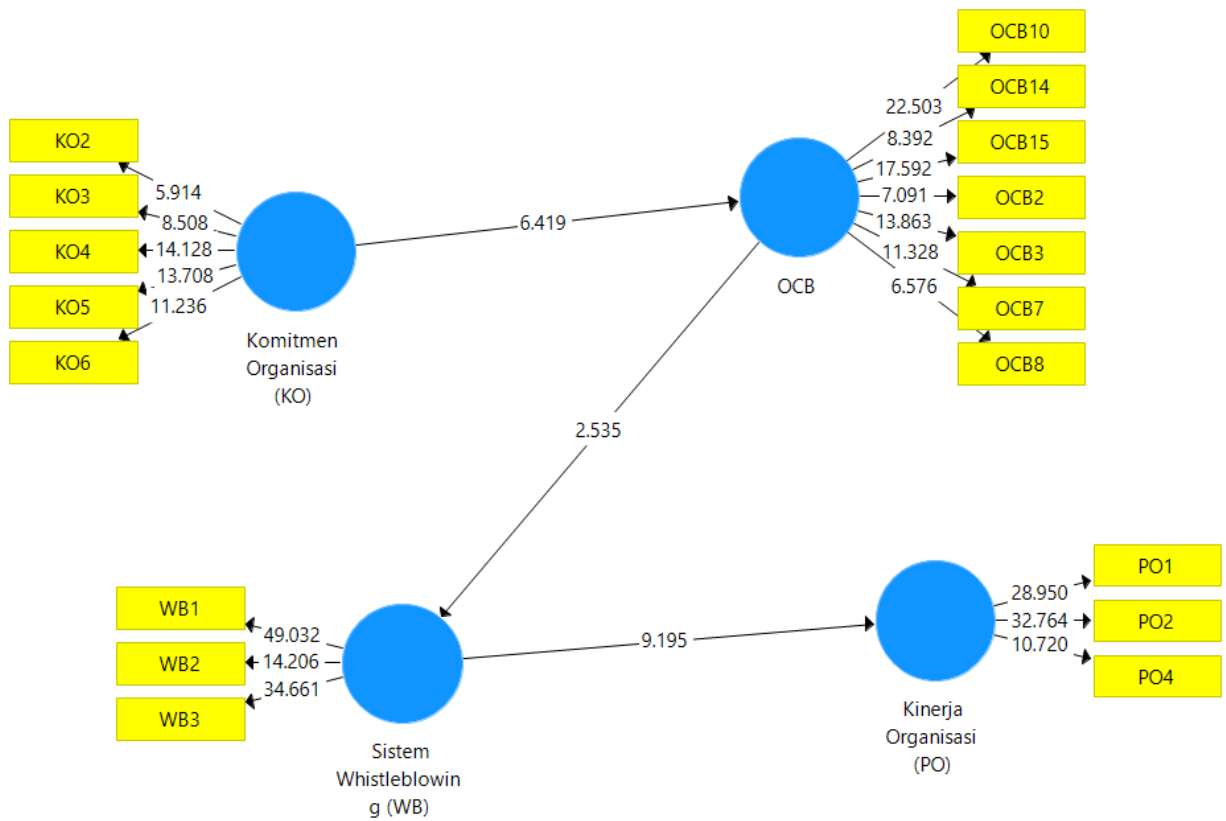 KO2
KO3
KO4
KO5
KO6
5.914
8.508
14.128
13.708
11.236
Komitmen
Organisasi
(KO)
6.419
OCB
22.503
8.392
17.592
7.091
13.863
11.328
6.576
OCB10
OCB14
OCB15
OCB2
OCB3
OCB7
OCB8
2.535
WB1
WB2
WB3
49.032
14.206
34.661
Sistem
Whistleblowin
g (WB)
9.195
Kinerja
Organisasi
(PO)
28.950
32.764
10.720
PO1
PO2
PO4